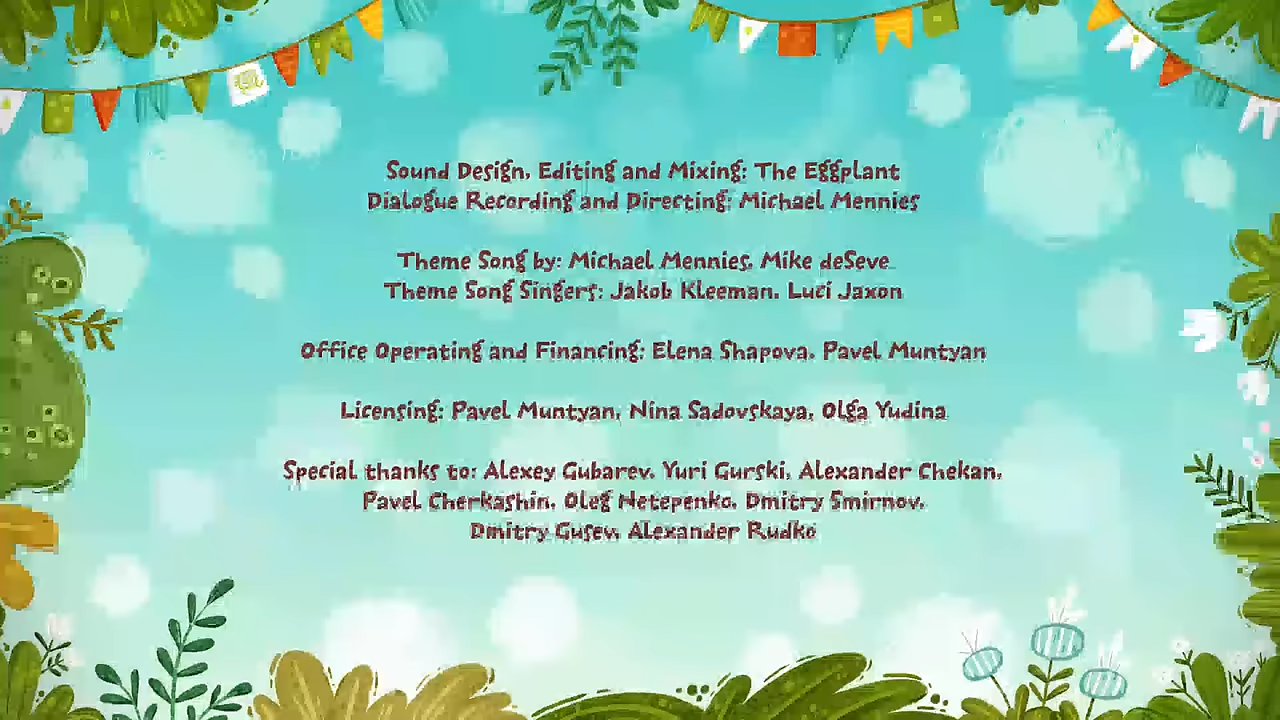 Sound Design, Editing and Mixing: The Eggplant
Dialogue Recording and Directing: Michael Mennies
Theme Song by: Michael Mennies, Mike deSeve
Theme Song Singers: Jakob Kleeman, Luci Jaxon
Office Operating and Financing: Elena Shapova, Pavel Muntyan
Licensing: Pavel Muntyan, Nina Sadovskaya, Olga Yudina
Special thanks to: Alexey Gubarev, Yuri Gurski, Alexander Chekan,
Pavel Cherkashin, Oleg Netepenko, Dmitry Smirnov,
Dmitry Gusev, Alexander Rudko